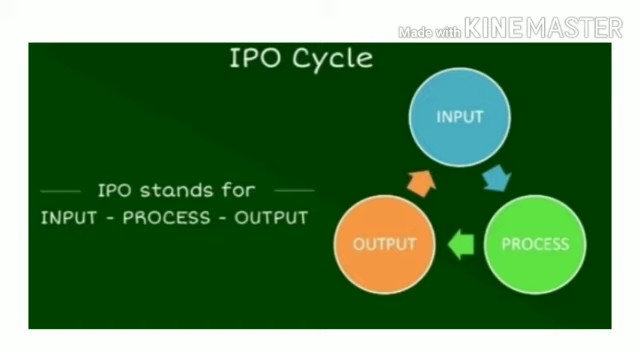 Made with KINEMASTER
IPO Cycle
INPUT
IPO stands for
INPUT - PROCESS - OUTPUT
OUTPUT
PROCESS